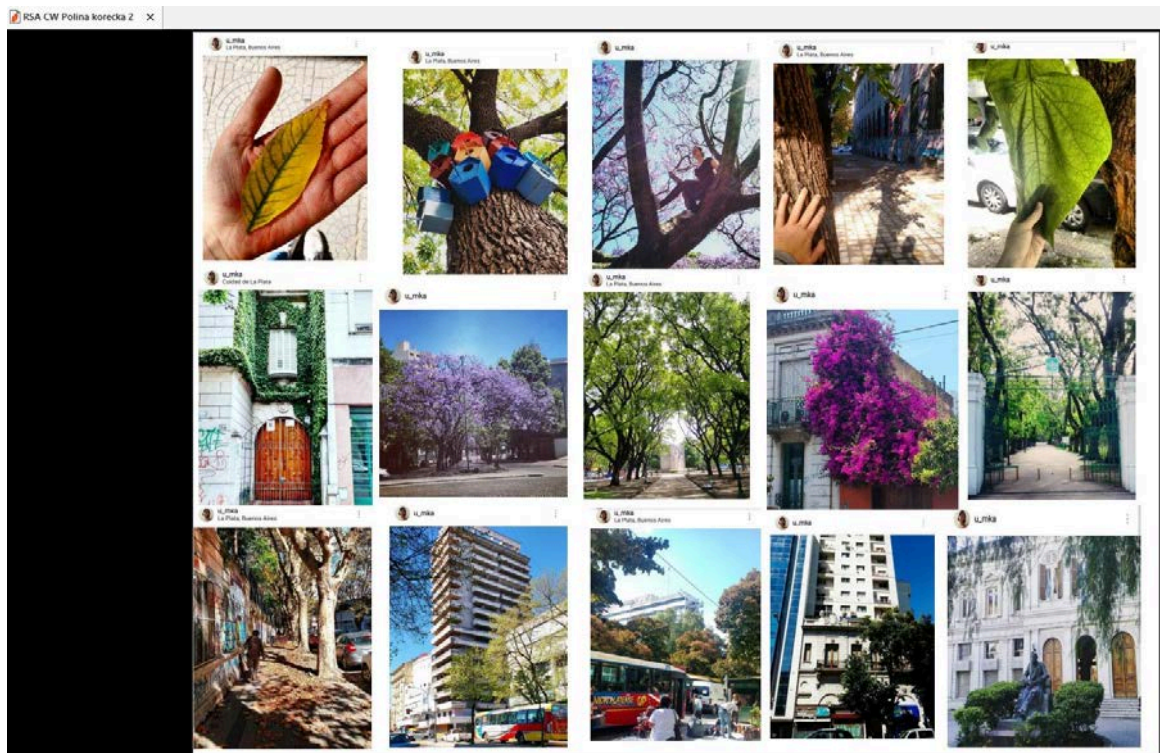 RSA CW Polina korecka 2
u_mka
La Plata, Buenos Aires
u_mka
La Plata, Buenos Aires
u_mka
u_mka
La Plata, Buenos Aires
u_mka
u_mka
Cuidad de La Plata
u_mka
u_mka
La Plata, Buenos Aires
u_mka
u_mka
u_mka
La Plata, Buenos Aires
u_mka
u_mka
La Plata, Buenos Aires
u_mka
u_mka